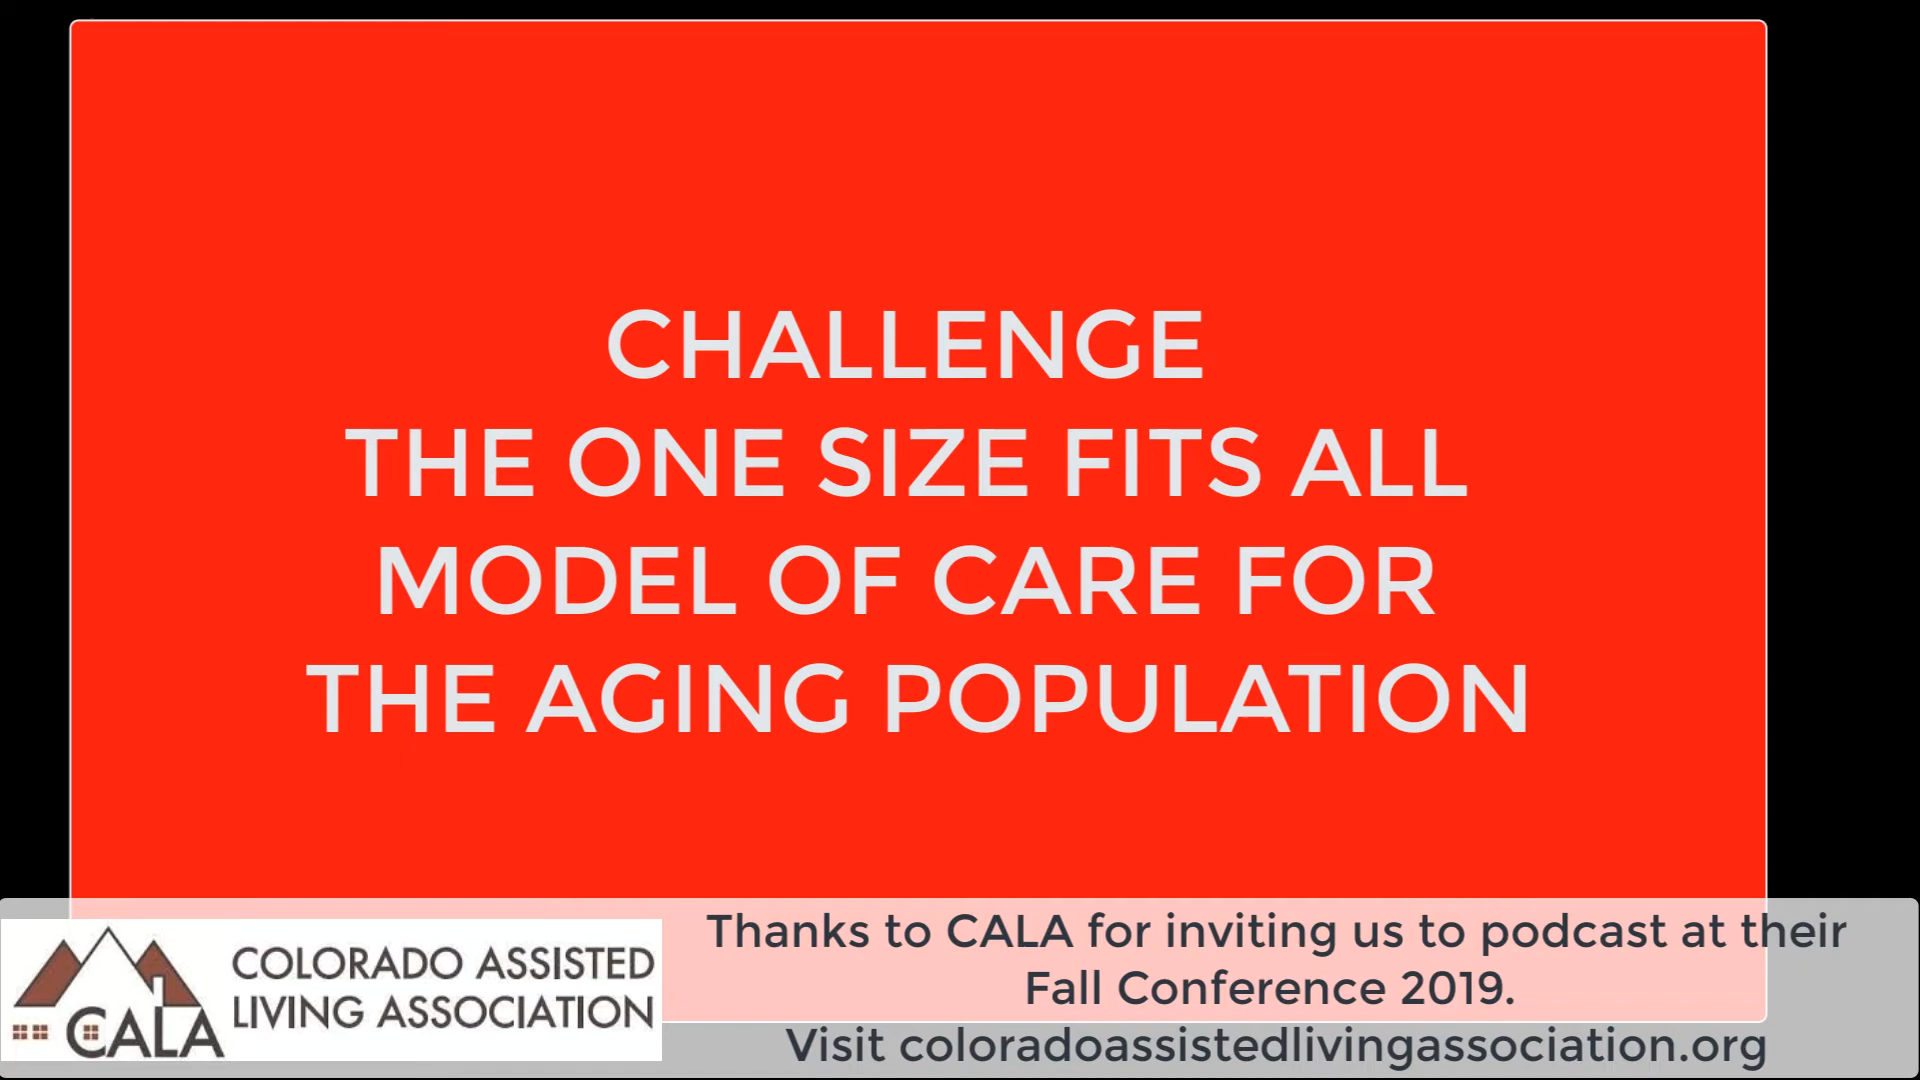 CHALLENGE
THE ONE SIZE FITS ALL
MODEL OF CARE FOR
THE AGING POPULATION
COLORADO ASSISTED
LIVING ASSOCIATION
CALA
Thanks to CALA for inviting us to podcast at their
Fall Conference 2019.
Visit coloradoassistedlivingassociation.org